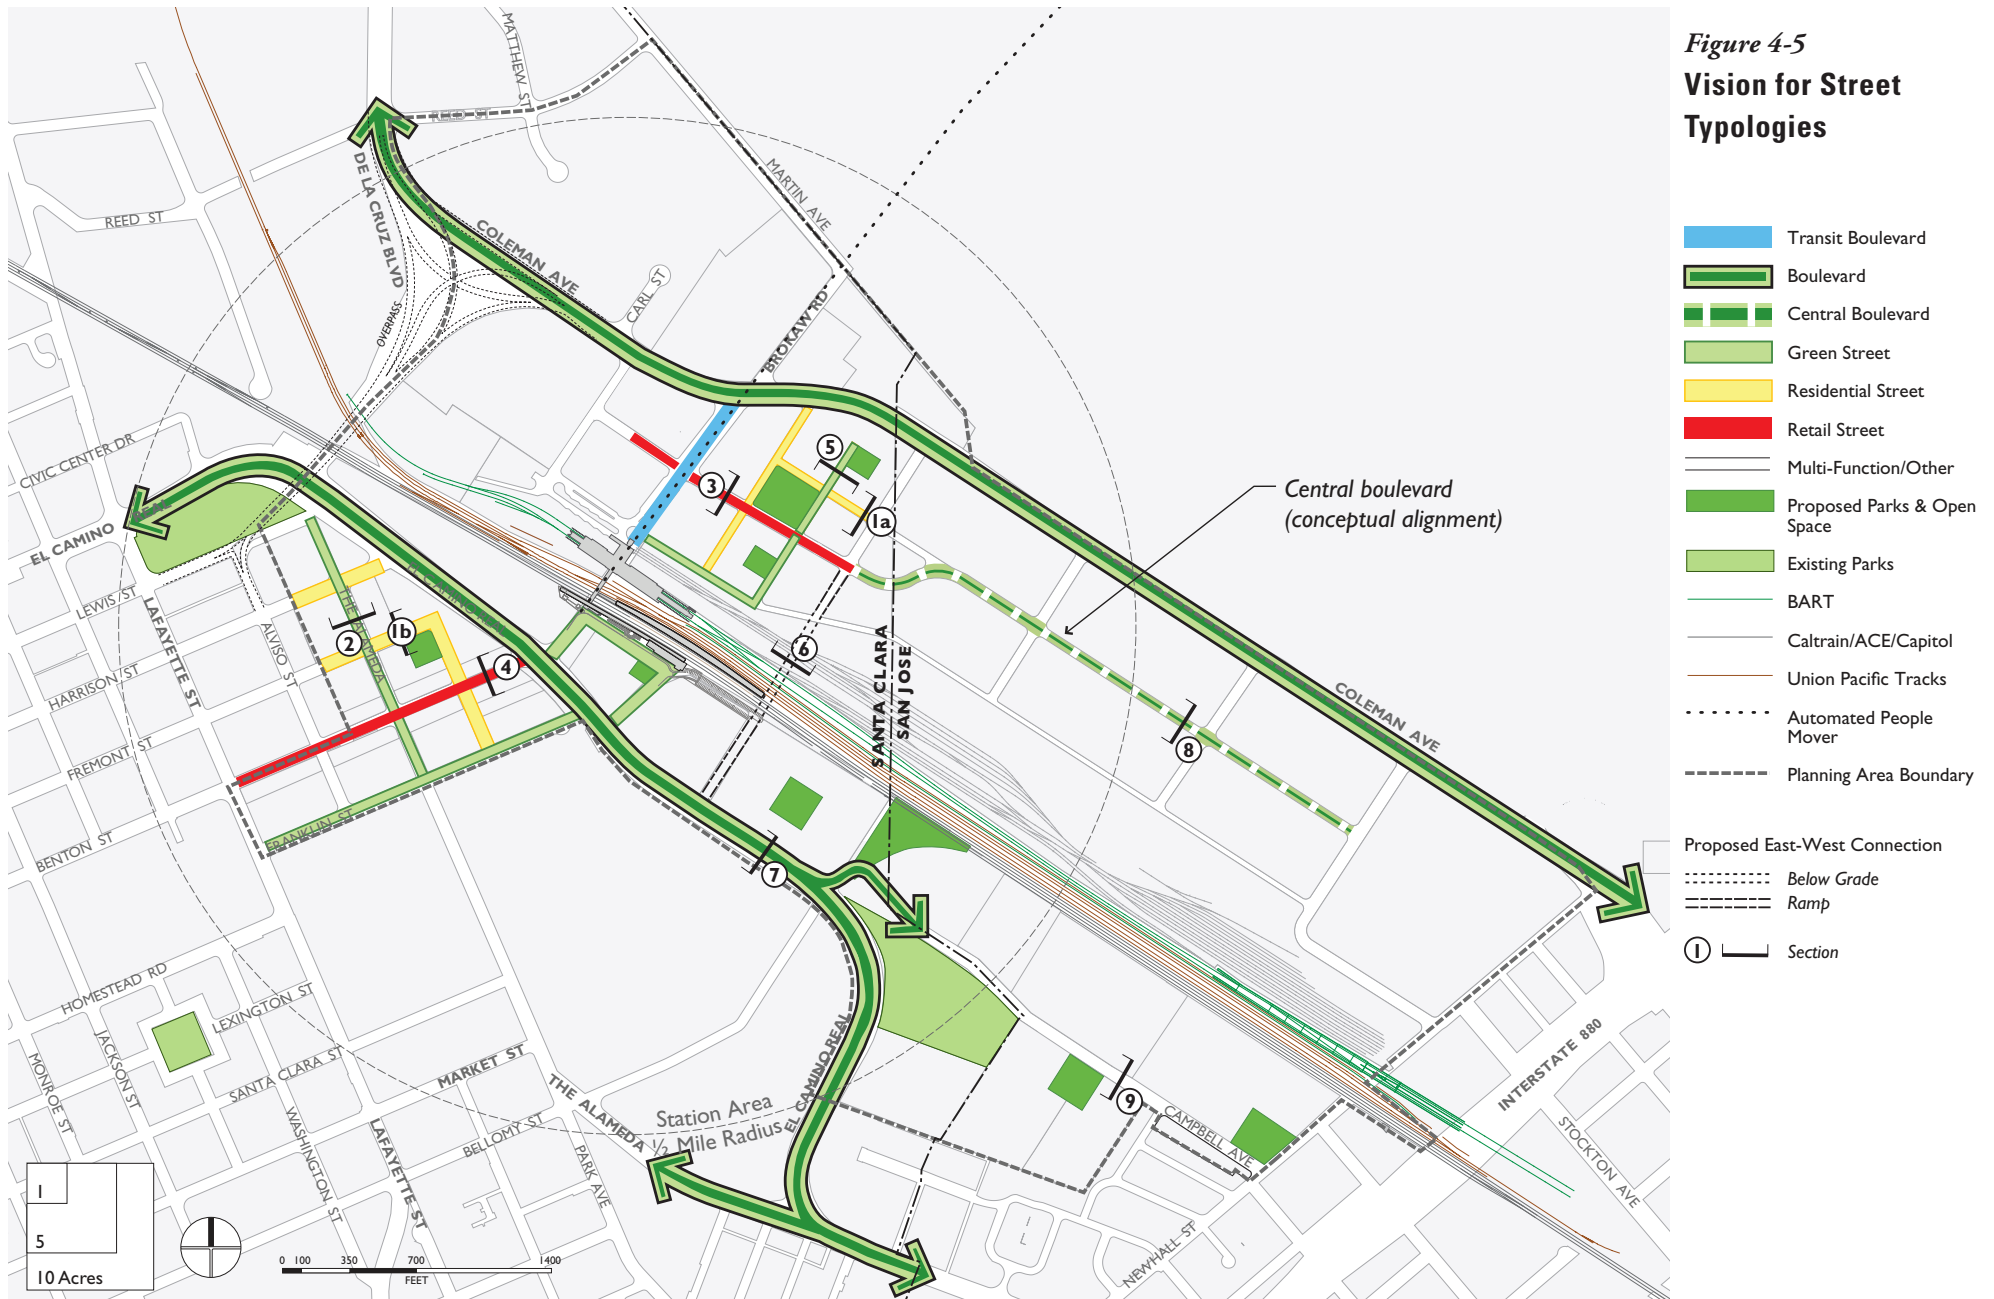 Figure 4-5
Vision for Street
Typologies
Transit Boulevard
Boulevard
Central Boulevard
Green Street
Residential Street
Retail Street
Multi-Function/Other
Proposed Parks & Open
Space
Existing Parks
BART
Caltrain/ACE/Capitol
Union Pacific Tracks
Automated People
Mover
Planning Area Boundary
Proposed East-West Connection
Below Grade
Ramp
1 Section
MATTHEW ST
REED ST
MARTIN AVE
DE LA CRUZ BLVD
REED ST
COLEMAN AVE
CARL ST
OVERPASS
BROKAW RD
CIVIC CENTER DR
5
3
1a
Central boulevard
(conceptual alignment)
EL CAMINO REAL
LEWIS ST
LAFAYETTE ST
ALVISO ST
THE ALAMEDA
EL CAMINO REAL
2
1b
4
6
SANTA CLARA
SAN JOSE
HARRISON ST
FREMONT ST
COLEMAN AVE
8
BENTON ST
FRANKLIN ST
7
HOMESTEAD RD
LEXINGTON ST
JACKSON ST
MONROE ST
SANTA CLARA ST
MARKET ST
WASHINGTON ST
LAFAYETTE ST
THE ALAMEDA
BELLOMY ST
PARK AVE
Station Area
1/2 Mile Radius
EL CAMINO REAL
9
CAMPBELL AVE
INTERSTATE 880
STOCKTON AVE
NEWHALL ST
1
5
10 Acres
0 100 350 700 1400
FEET